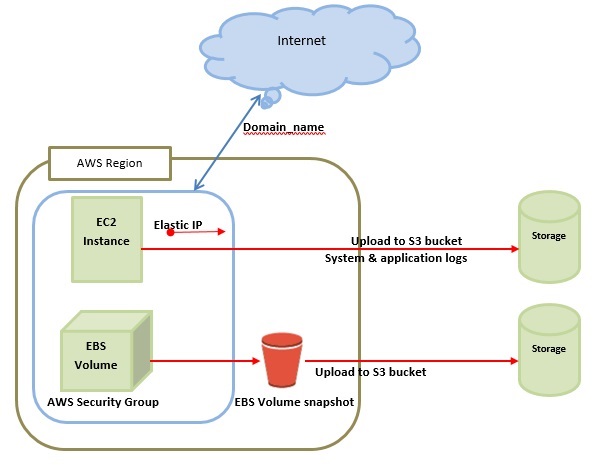 Internet
Domain_name
AWS Region
EC2
Instance
Elastic IP
Upload to S3 bucket
System & application logs
Storage
EBS
Volume
Upload to S3 bucket
Storage
AWS Security Group
EBS Volume snapshot